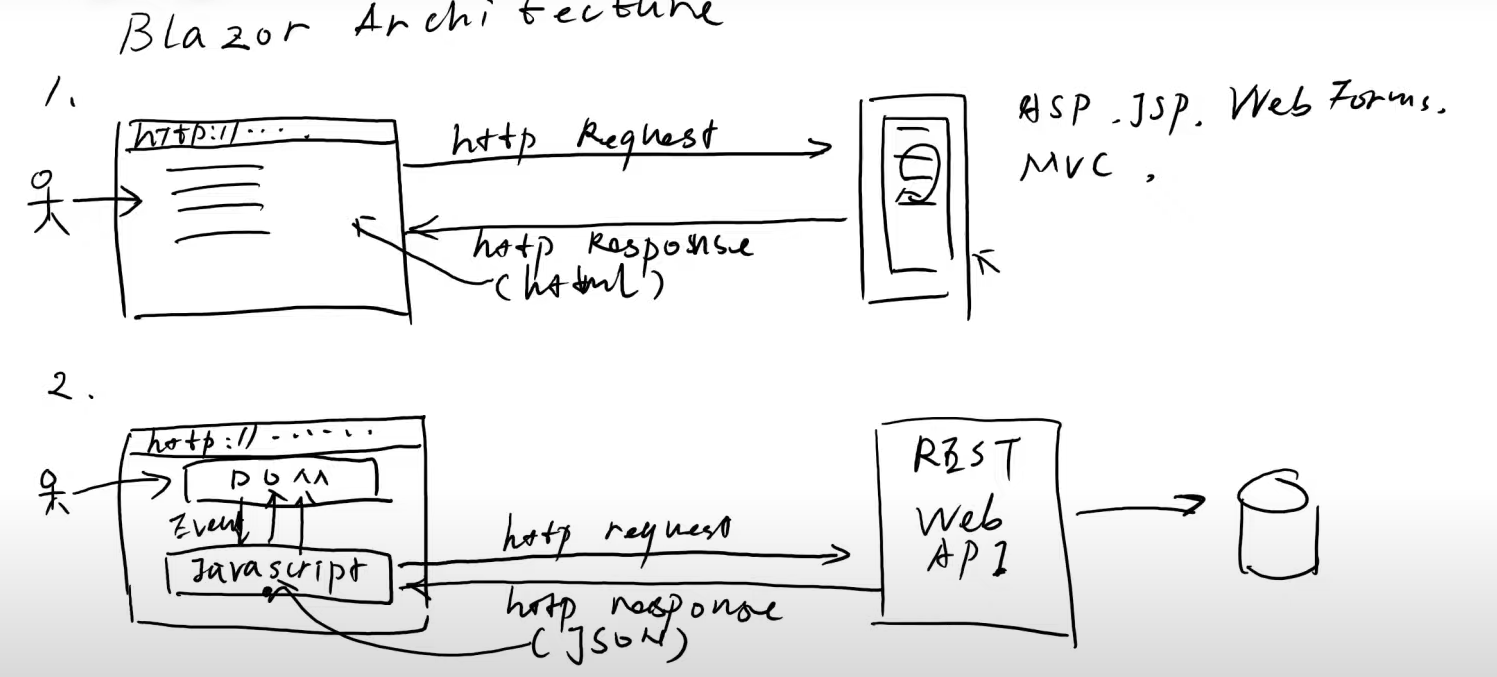 Blazor Architecture
1.
http://....
http Request
ASP. JSP. Web Forms.
MVC.
http Response
(html)
2.
http://.......
DOM
Event
Javascript
http request
http response
(JSON)
REST
Web
API